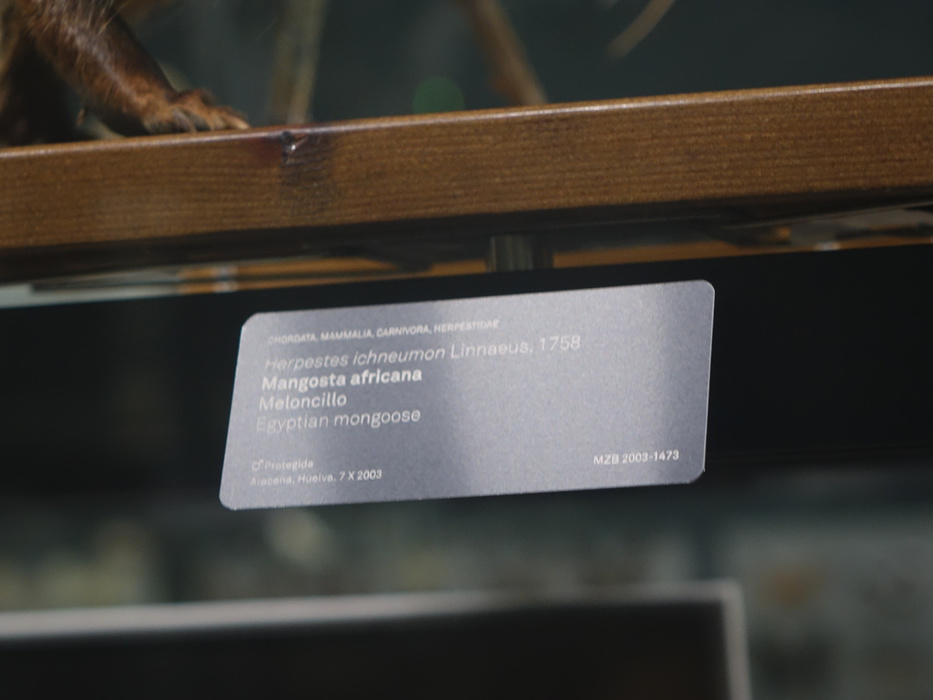 CHORDATA, MAMMALIA, CARNIVORA, HERPESTIDAE
Herpestes ichneumon Linnaeus, 1758
Mangosta africana
Meloncillo
Egyptian mongoose
♂ Protegida
Aracena, Huelva, 7 X 2003
MZB 2003-1473